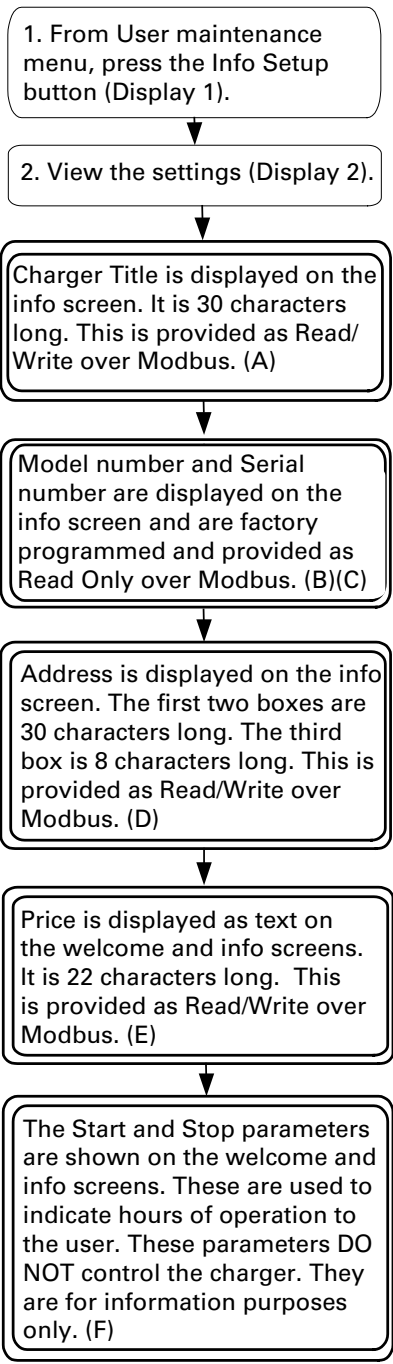 1. From User maintenance
menu, press the Info Setup
button (Display 1).
2. View the settings (Display 2).
Charger Title is displayed on the
info screen. It is 30 characters
long. This is provided as Read/
Write over Modbus. (A)
Model number and Serial
number are displayed on the
info screen and are factory
programmed and provided as
Read Only over Modbus. (B)(C)
Address is displayed on the info
screen. The first two boxes are
30 characters long. The third
box is 8 characters long. This is
provided as Read/Write over
Modbus. (D)
Price is displayed as text on
the welcome and info screens.
It is 22 characters long. This
is provided as Read/Write over
Modbus. (E)
The Start and Stop parameters
are shown on the welcome and
info screens. These are used to
indicate hours of operation to
the user. These parameters DO
NOT control the charger. They
are for information purposes
only. (F)